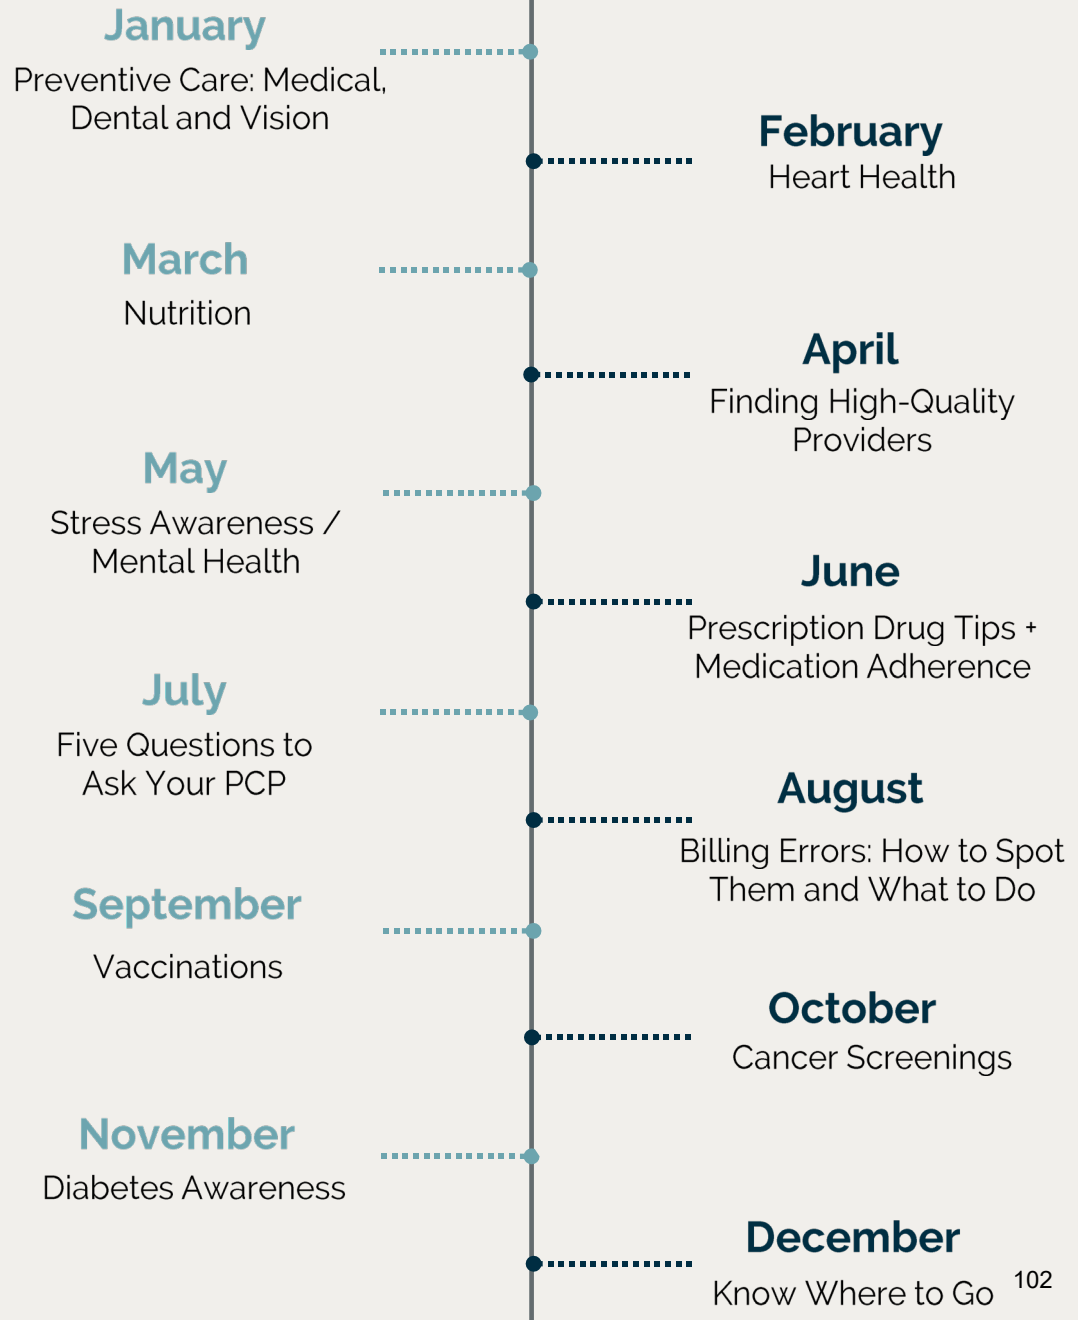 January
Preventive Care: Medical,
Dental and Vision
February
Heart Health
March
Nutrition
April
Finding High-Quality
Providers
May
Stress Awareness /
Mental Health
June
Prescription Drug Tips +
Medication Adherence
July
Five Questions to
Ask Your PCP
August
Billing Errors: How to Spot
Them and What to Do
September
Vaccinations
October
Cancer Screenings
November
Diabetes Awareness
December
Know Where to Go
102